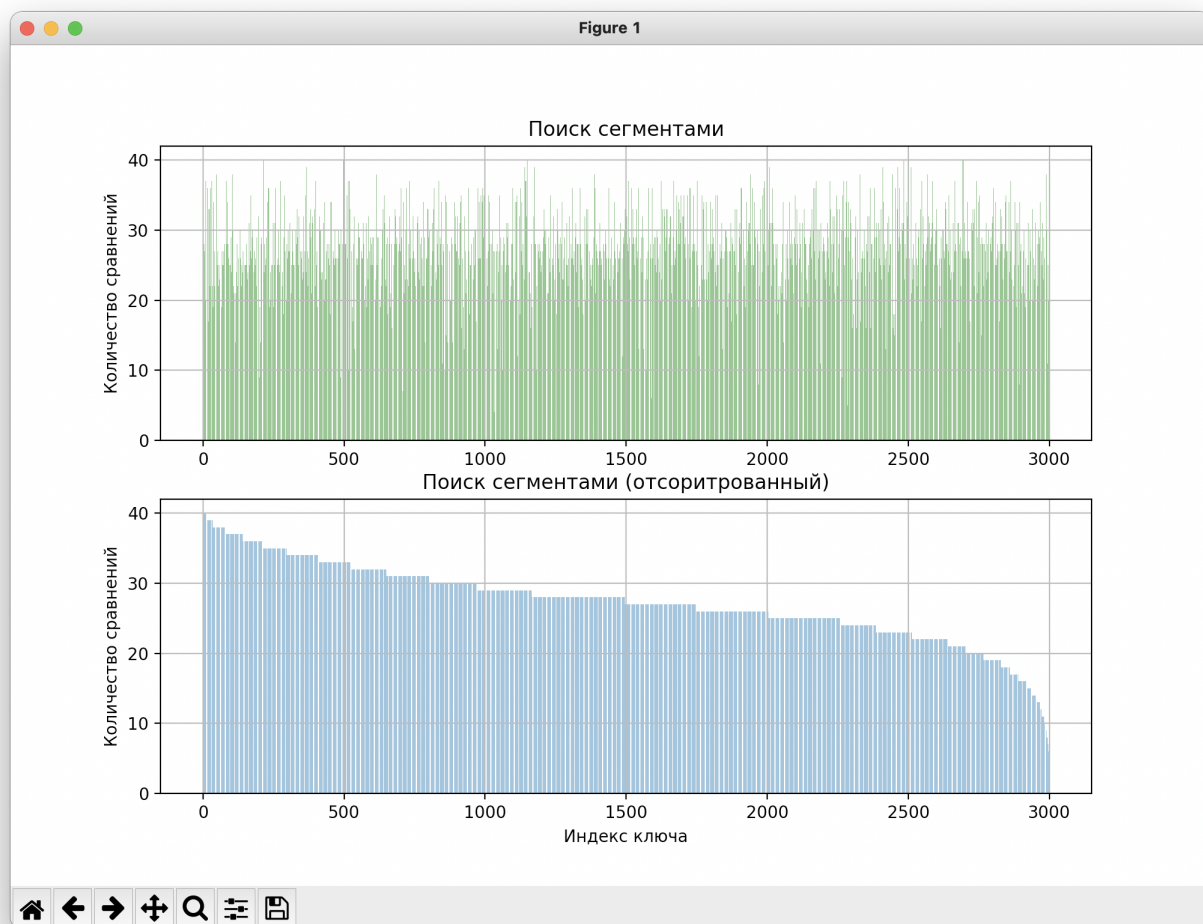 Figure 1
Поиск сегментами
Количество сравнений
40
30
20
10
0
0 500 1000 1500 2000 2500 3000
Поиск сегментами (отсоритрованный)
Количество сравнений
40
30
20
10
0
0 500 1000 1500 2000 2500 3000
Индекс ключа